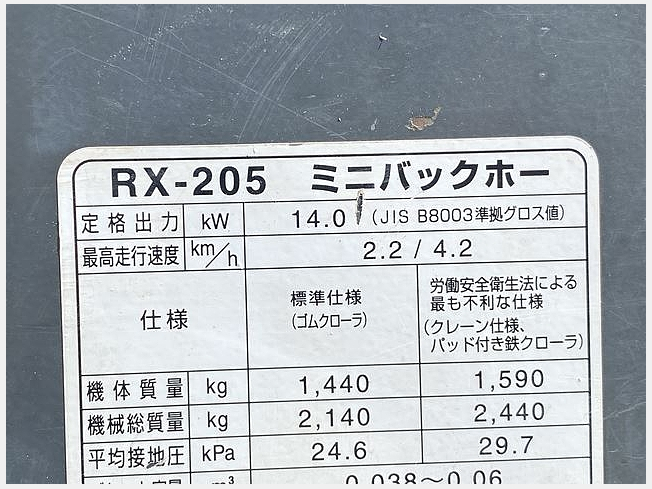 RX-205 ミニバックホー
定格出力 kW 14.0 (JIS B8003準拠グロス値)
最高走行速度 km/h 2.2 / 4.2
仕様
標準仕様
(ゴムクローラ)
労働安全衛生法による
最も不利な仕様
(クレーン仕様、
パッド付き鉄クローラ)
機体質量 kg 1,440 1,590
機械総質量 kg 2,140 2,440
平均接地圧 kPa 24.6 29.7
m³ 0.038～0.06